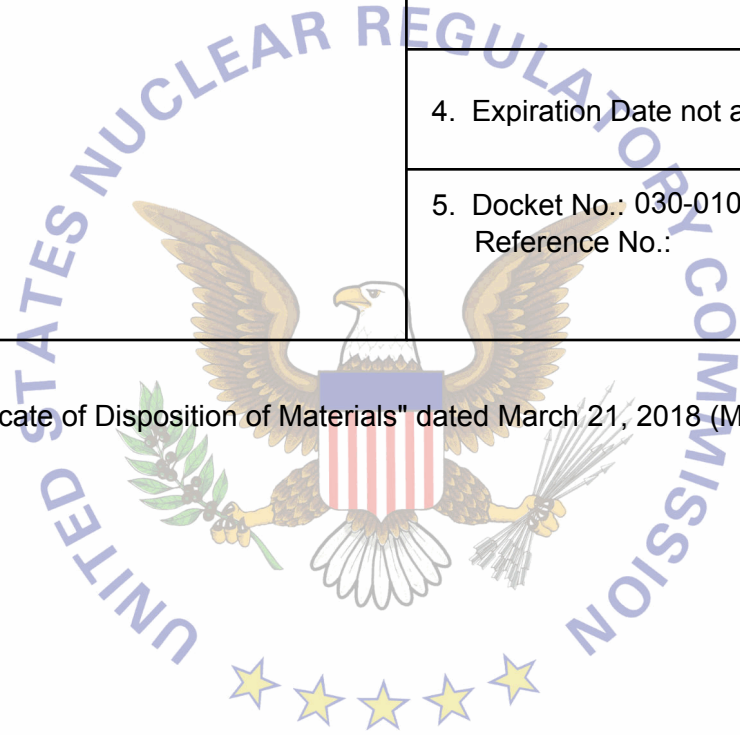 UNITED STATES NUCLEAR REGULATORY COMMISSION
4. Expiration Date not
5. Docket No.: 030-010
Reference No.:
of Disposition of Materials" dated March 21, 2018